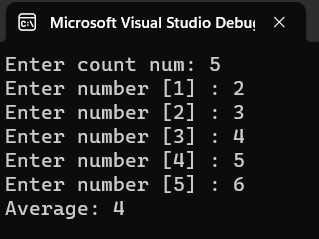 Microsoft Visual Studio Debug
Enter count num: 5
Enter number [1] : 2
Enter number [2] : 3
Enter number [3] : 4
Enter number [4] : 5
Enter number [5] : 6
Average: 4